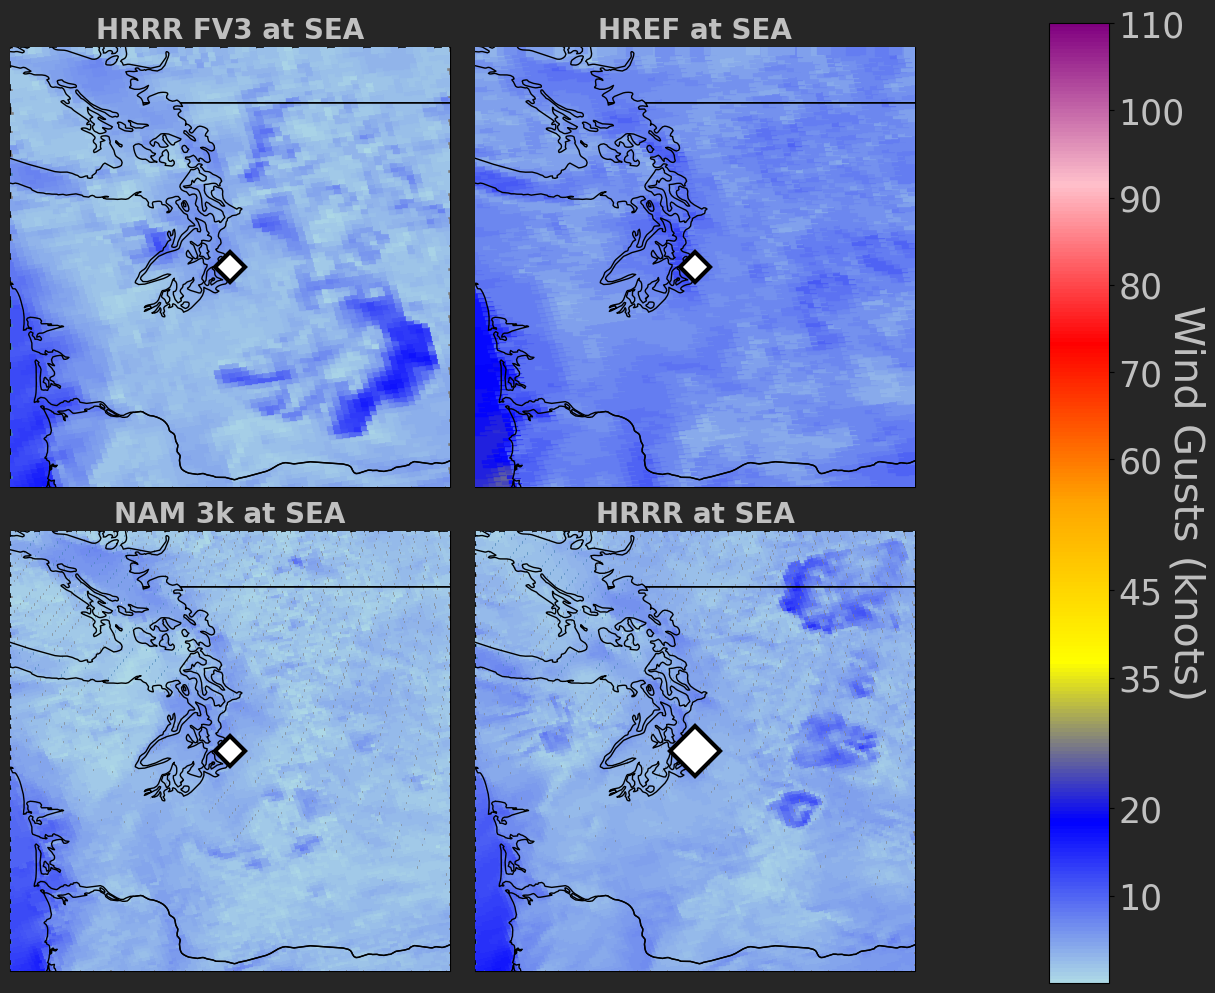 HRRR FV3 at SEA
HREF at SEA
NAM 3k at SEA
HRRR at SEA
110
100
90
80
70
60
45
35
20
10
Wind Gusts (knots)